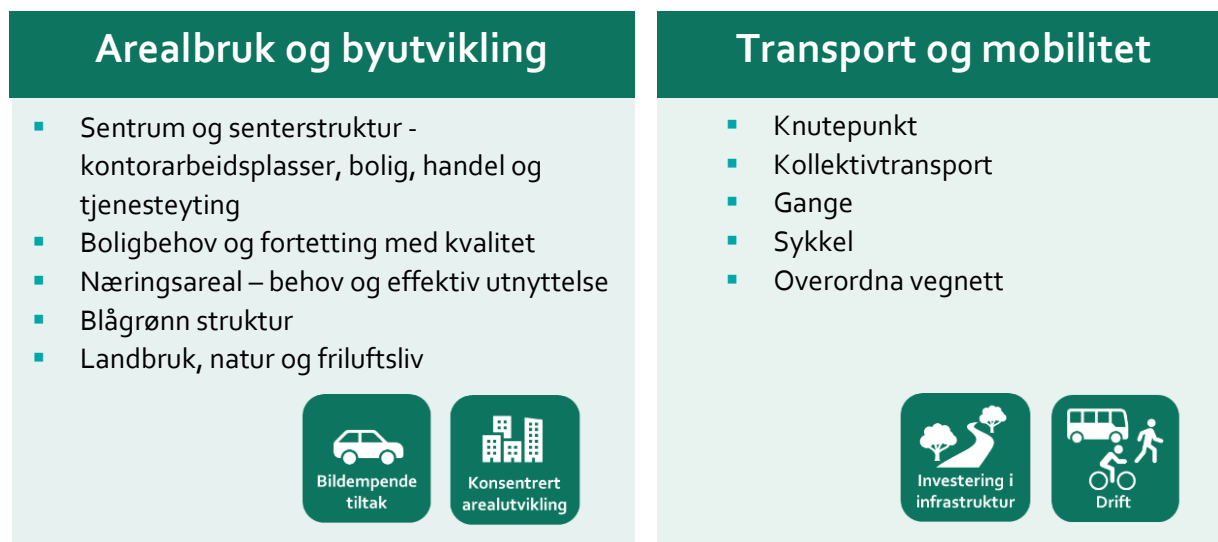 Arealbruk og byutvikling
Sentrum og senterstruktur -
kontorarbeidsplasser, bolig, handel og
tjenesteyting
Boligbehov og fortetting med kvalitet
Næringsareal – behov og effektiv utnyttelse
Blågrønn struktur
Landbruk, natur og friluftsliv
Bildempende
tiltak
Konsentrert
arealutvikling
Transport og mobilitet
Knutepunkt
Kollektivtransport
Gange
Sykkel
Overordna vegnett
Investering i
infrastruktur
Drift